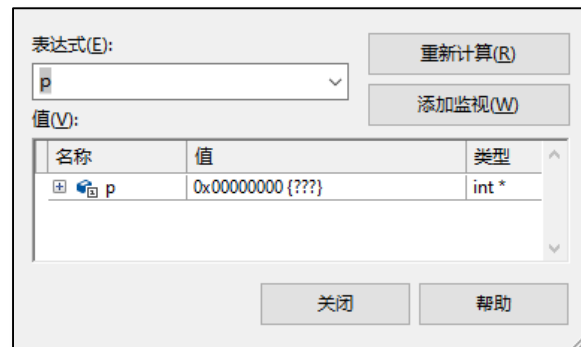 表达式(E):
重新计算(R)
p
添加监视(W)
值(V):
名称 值 类型
p 0x00000000 {???} int *
关闭 帮助